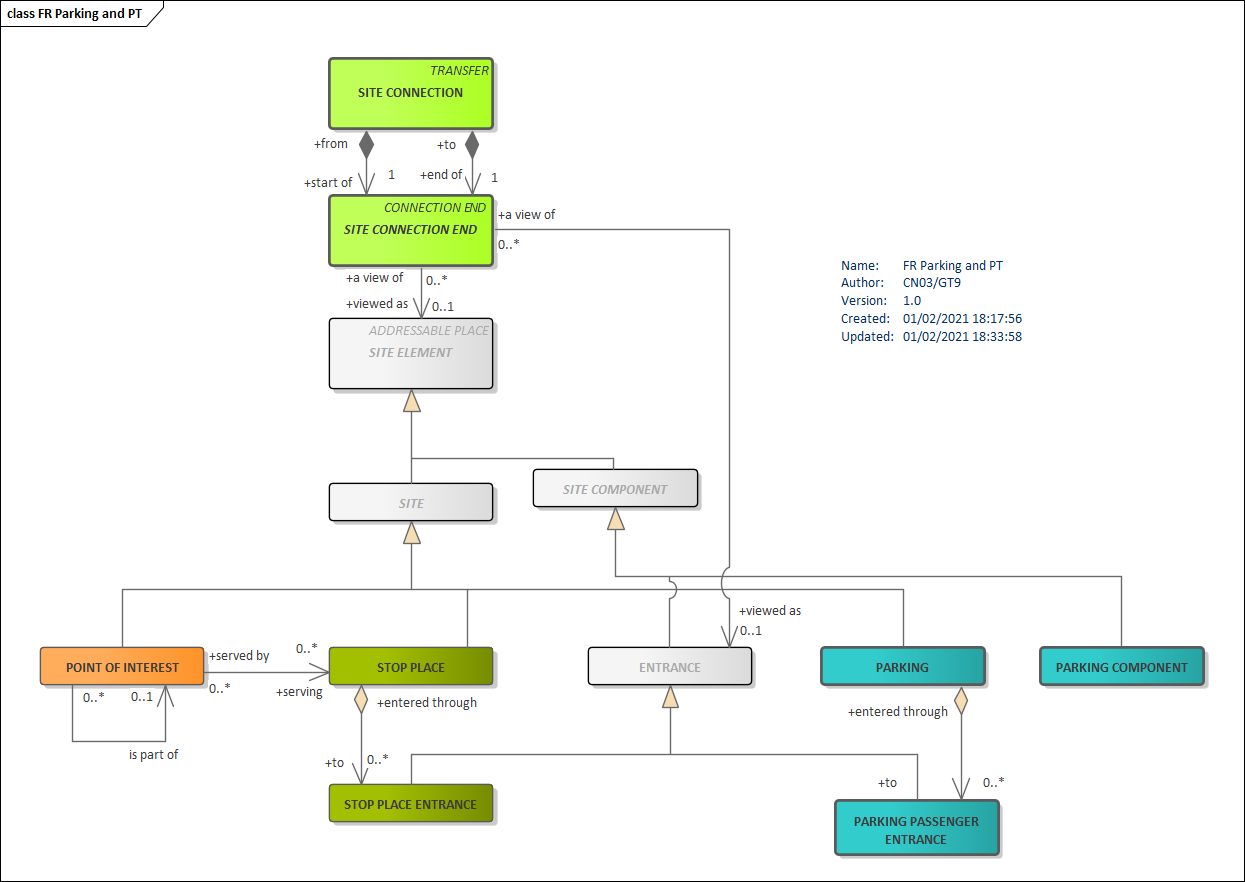 class FR Parking and PT
TRANSFER
SITE CONNECTION
+from
+to
+start of
1
+end of
1
CONNECTION END
SITE CONNECTION END
+a view of
0..*
+a view of
0..*
+viewed as
0..1
Name: FR Parking and PT
Author: CN03/GT9
Version: 1.0
Created: 01/02/2021 18:17:56
Updated: 01/02/2021 18:33:58
ADDRESSABLE PLACE
SITE ELEMENT
SITE
SITE COMPONENT
+viewed as
0..1
POINT OF INTEREST
+served by
0..*
0..*
+serving
STOP PLACE
ENTRANCE
PARKING
PARKING COMPONENT
0..*
0..1
is part of
+entered through
+entered through
+to
0..*
+to
0..*
STOP PLACE ENTRANCE
PARKING PASSENGER
ENTRANCE